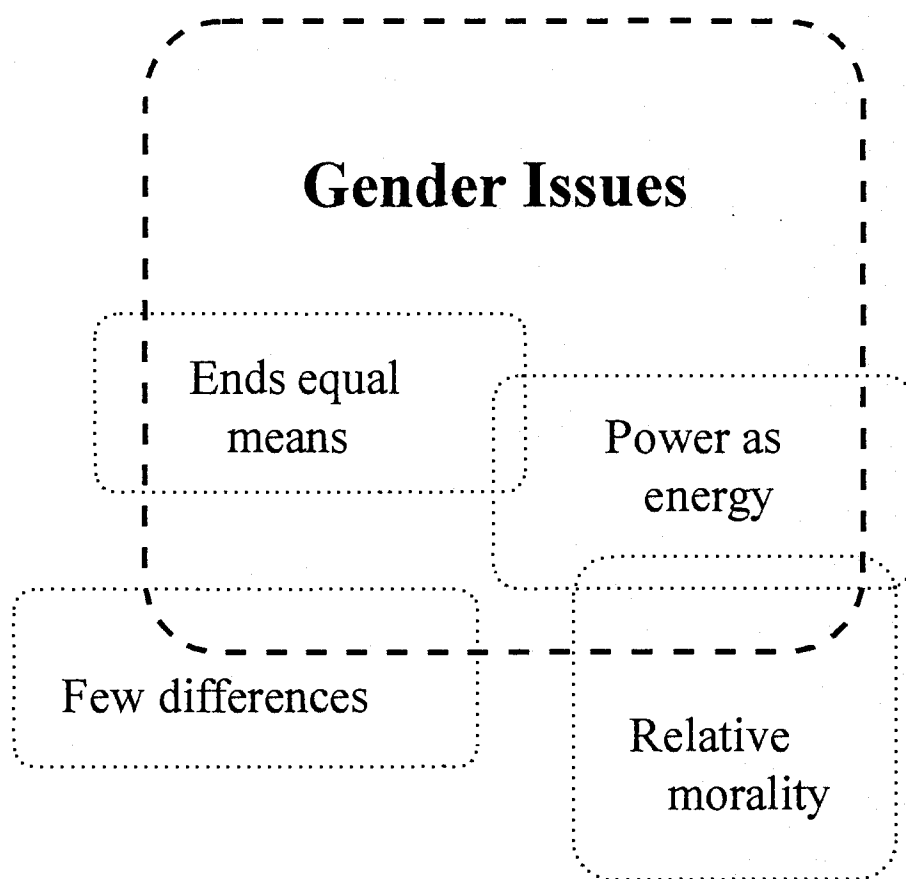 Gender Issues
Ends equal
means
Power as
energy
Few differences
Relative
morality